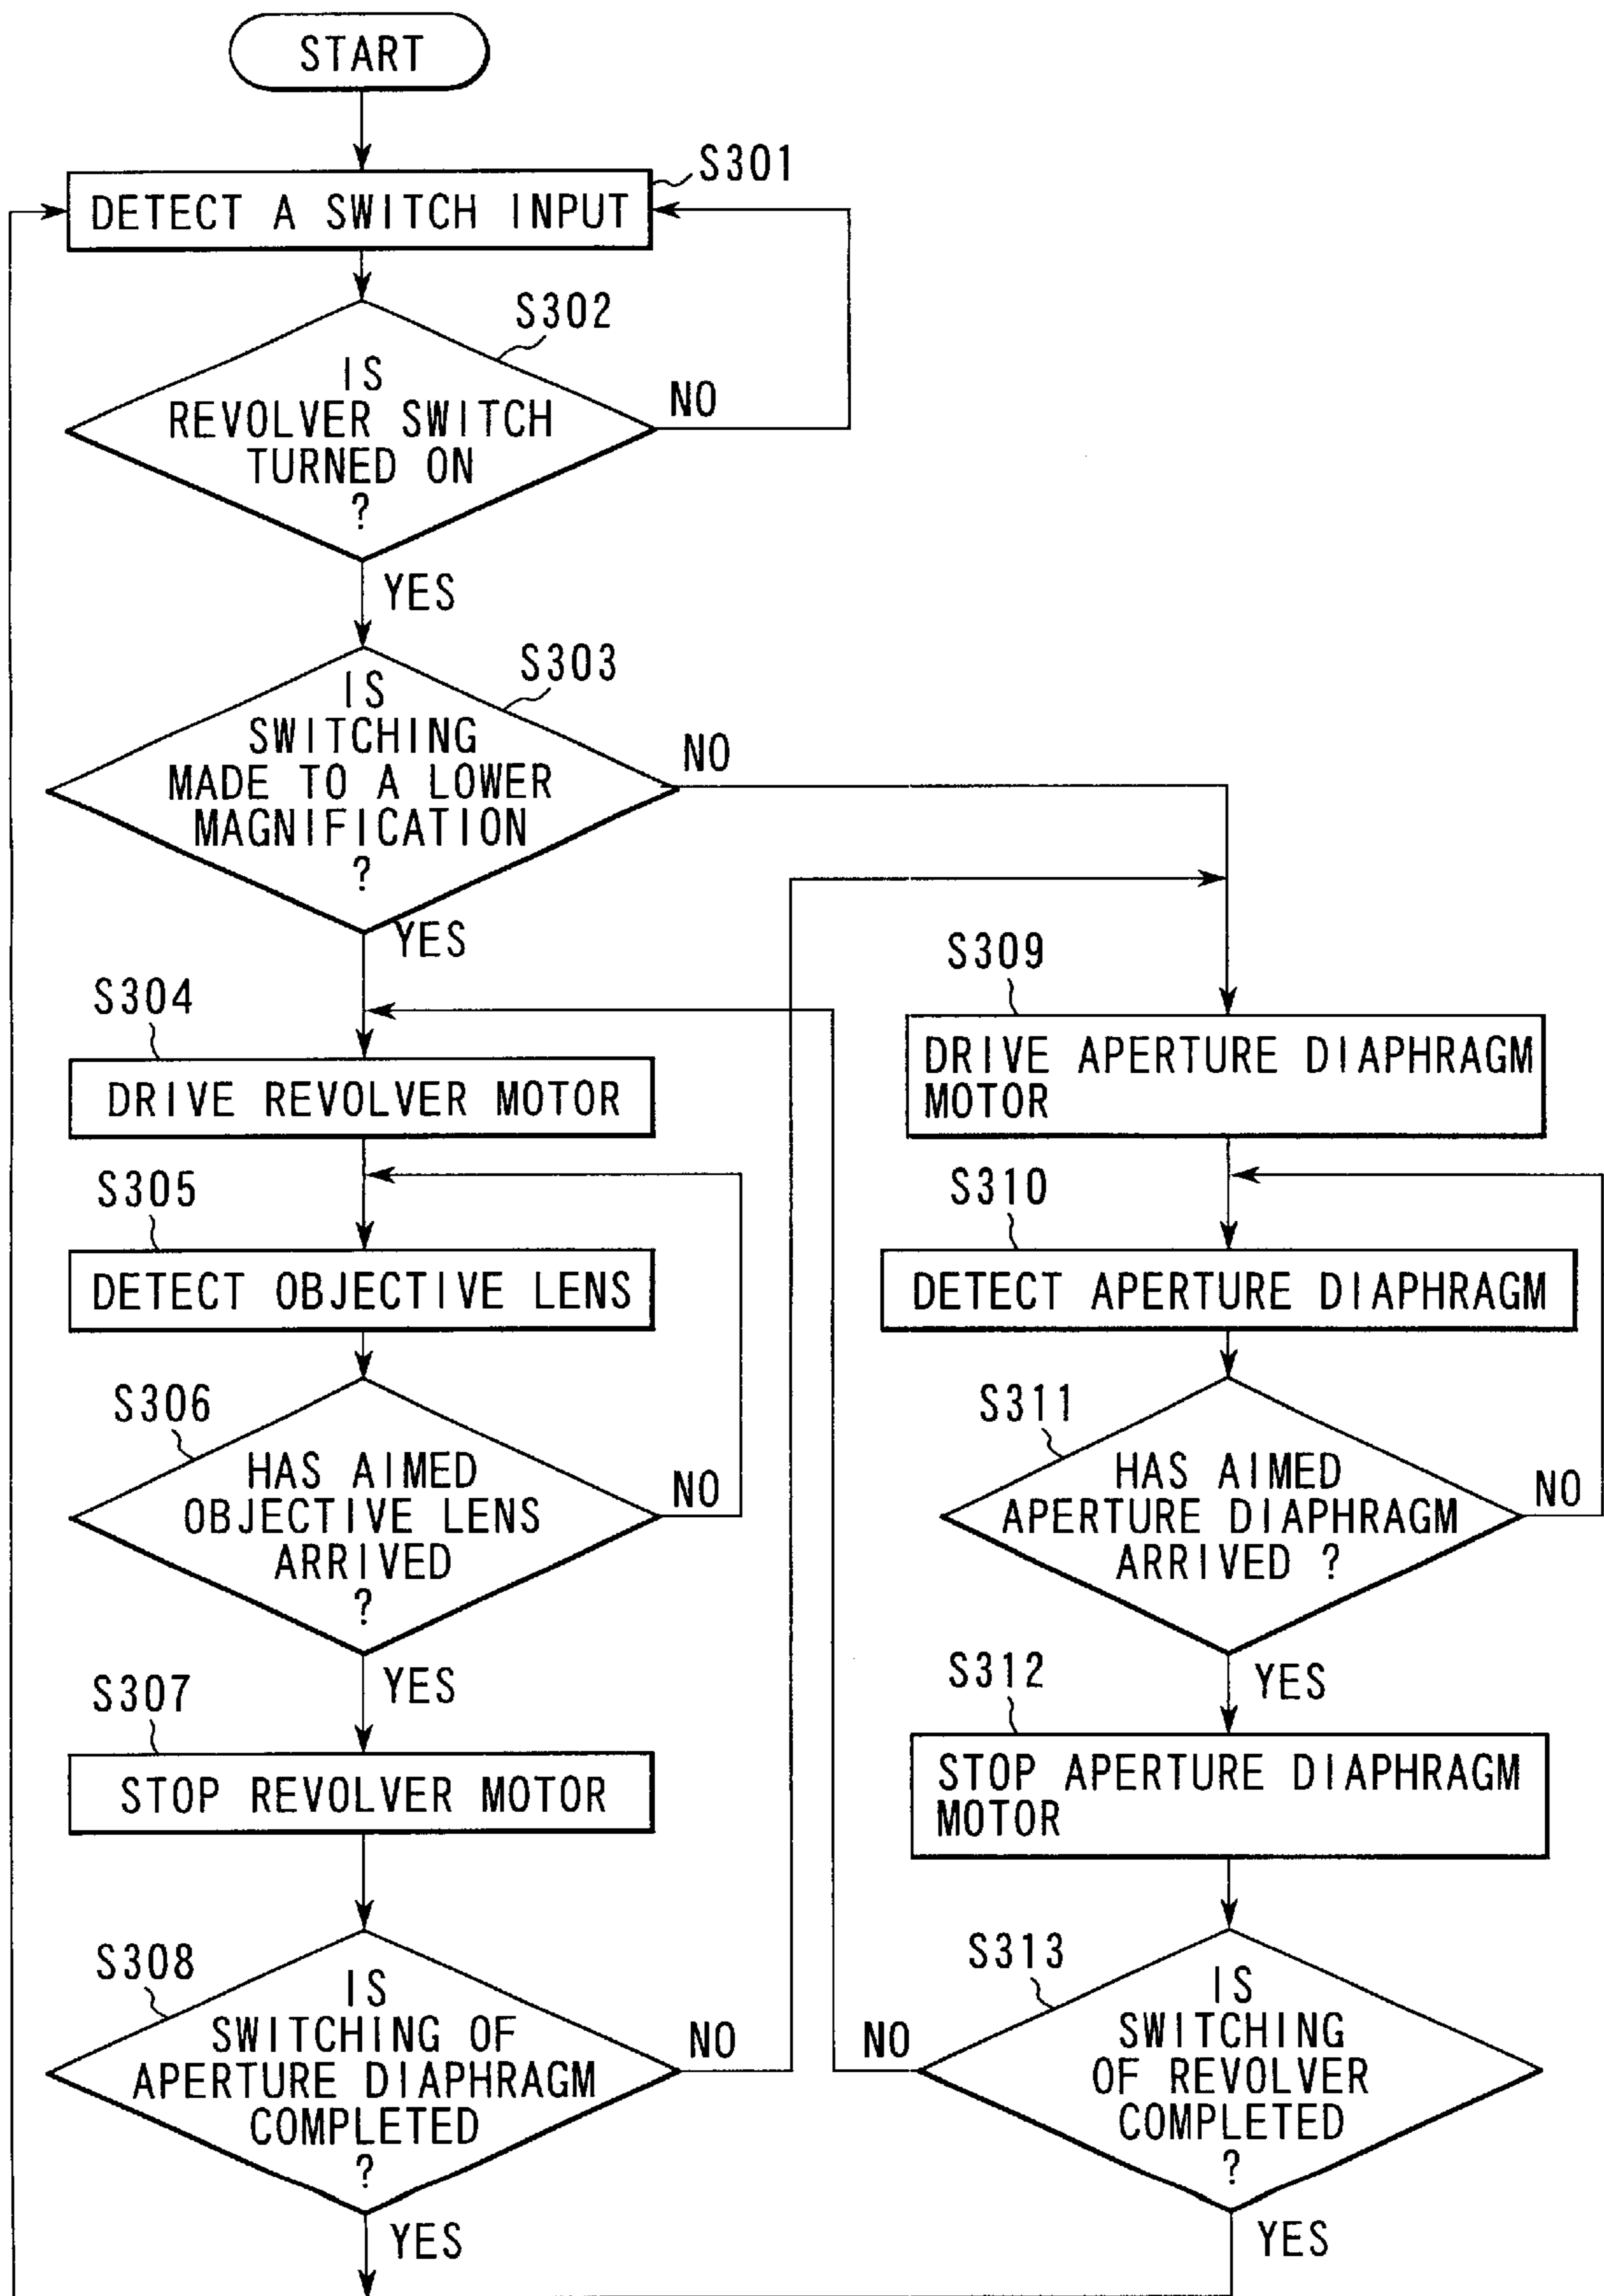 START
S301
DETECT A SWITCH INPUT
S302
IS
REVOLVER SWITCH
TURNED ON
?
NO
YES
S303
IS
SWITCHING
MADE TO A LOWER
MAGNIFICATION
?
NO
YES
S304
DRIVE REVOLVER MOTOR
S305
DETECT OBJECTIVE LENS
S306
HAS AIMED
OBJECTIVE LENS
ARRIVED
?
NO
YES
S307
STOP REVOLVER MOTOR
S308
IS
SWITCHING OF
APERTURE DIAPHRAGM
COMPLETED
?
NO
YES
S309
DRIVE APERTURE DIAPHRAGM
MOTOR
S310
DETECT APERTURE DIAPHRAGM
S311
HAS AIMED
APERTURE DIAPHRAGM
ARRIVED ?
NO
YES
S312
STOP APERTURE DIAPHRAGM
MOTOR
S313
IS
SWITCHING
OF REVOLVER
COMPLETED
?
NO
YES